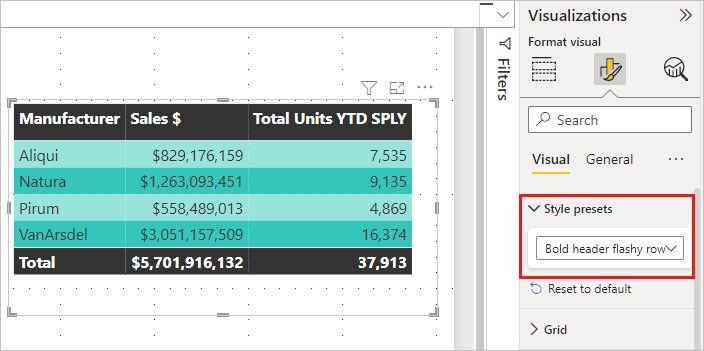 Visualizations
Format visual
Filters
Search
Visual General
Style presets
Bold header flashy row
Reset to default
Grid
Manufacturer Sales $ Total Units YTD SPLY
Aliqui $829,176,159 7,535
Natura $1,263,093,451 9,135
Pirum $558,489,013 4,869
VanArsdel $3,051,157,509 16,374
Total $5,701,916,132 37,913